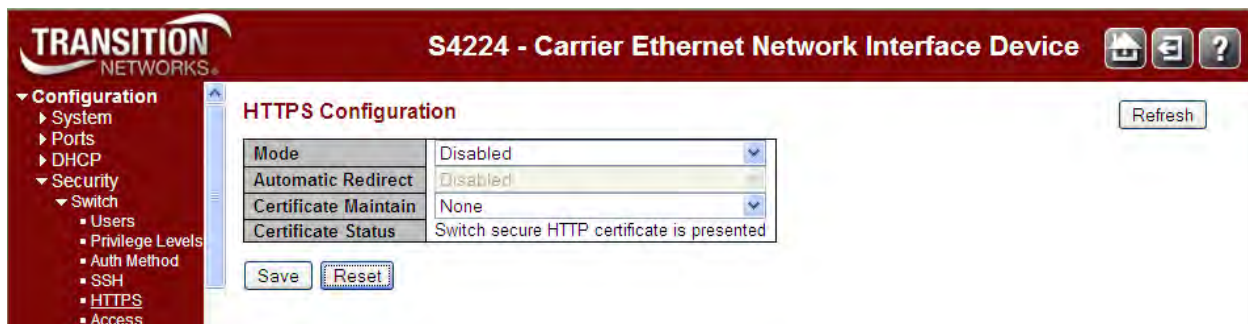 TRANSITION
NETWORKS®
S4224 - Carrier Ethernet Network Interface Device
?
Configuration
System
Ports
DHCP
Security
Switch
Users
Privilege Levels
Auth Method
SSH
HTTPS
Access
HTTPS Configuration
Refresh
Mode Disabled
Automatic Redirect Disabled
Certificate Maintain None
Certificate Status Switch secure HTTP certificate is presented
Save Reset